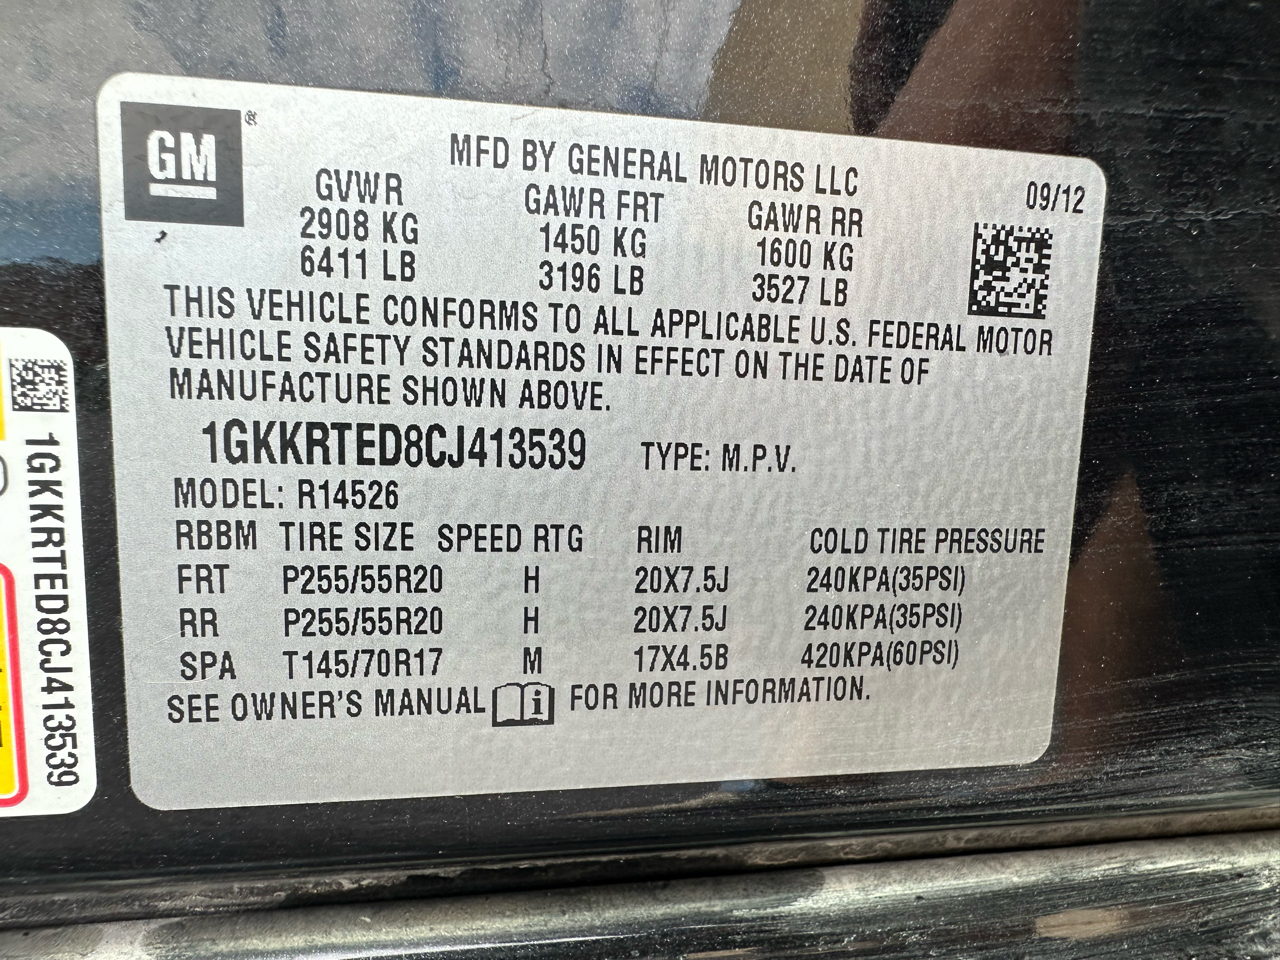 GM ®
MFD BY GENERAL MOTORS LLC
09/12
GVWR GAWR FRT GAWR RR
2908 KG 1450 KG 1600 KG
6411 LB 3196 LB 3527 LB
THIS VEHICLE CONFORMS TO ALL APPLICABLE U.S. FEDERAL MOTOR
VEHICLE SAFETY STANDARDS IN EFFECT ON THE DATE OF
MANUFACTURE SHOWN ABOVE.
1GKKRTED8CJ413539 TYPE: M.P.V.
MODEL: R14526
RBBM TIRE SIZE SPEED RTG RIM COLD TIRE PRESSURE
FRT P255/55R20 H 20X7.5J 240KPA(35PSI)
RR P255/55R20 H 20X7.5J 240KPA(35PSI)
SPA T145/70R17 M 17X4.5B 420KPA(60PSI)
SEE OWNER'S MANUAL i FOR MORE INFORMATION.
1GKKRTED8CJ413539